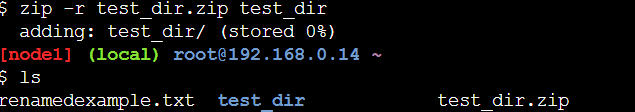 $ zip -r test_dir.zip test_dir
  adding: test_dir/ (stored 0%)
[node1] (local) root@192.168.0.14 ~
$ ls
renamedexample.txt  test_dir            test_dir.zip